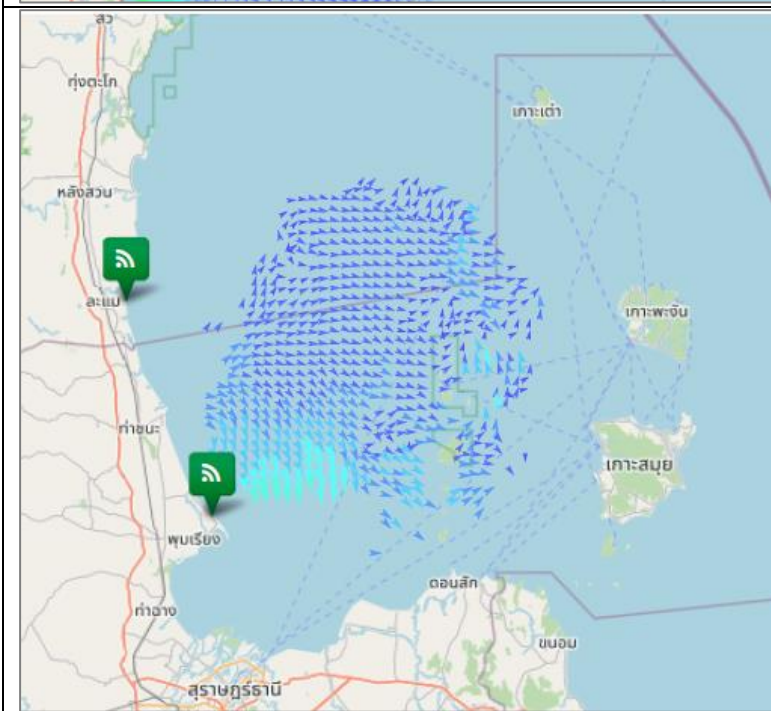 สวี
ทุ่งตะโก
เกาะเต่า
หลังสวน
ละแม
เกาะพะงัน
ท่าชนะ
เกาะสมุย
พุมเรียง
ดอนสัก
ท่าฉาง
ขนอม
สุราษฎร์ธานี